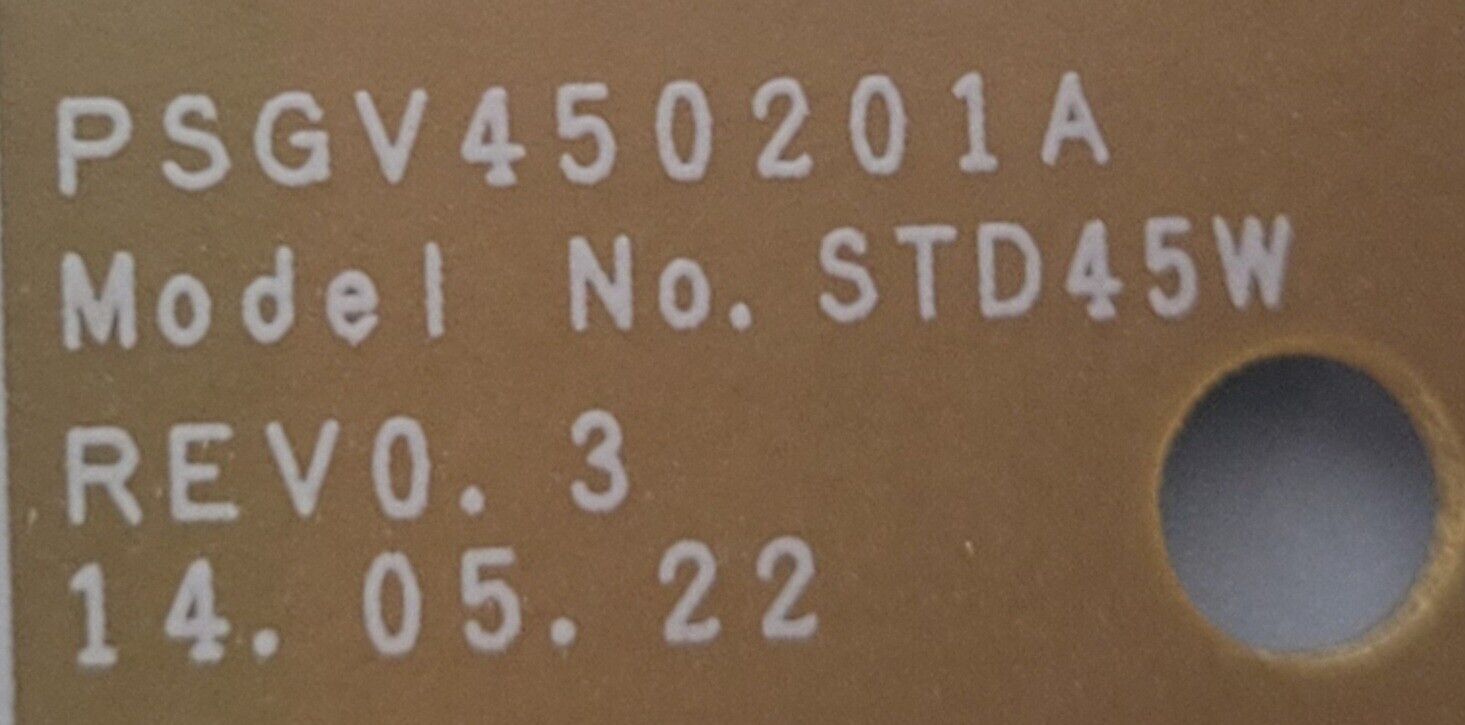 PSGV450201A
Model No. STD45W
REV0. 3
14. 05. 22